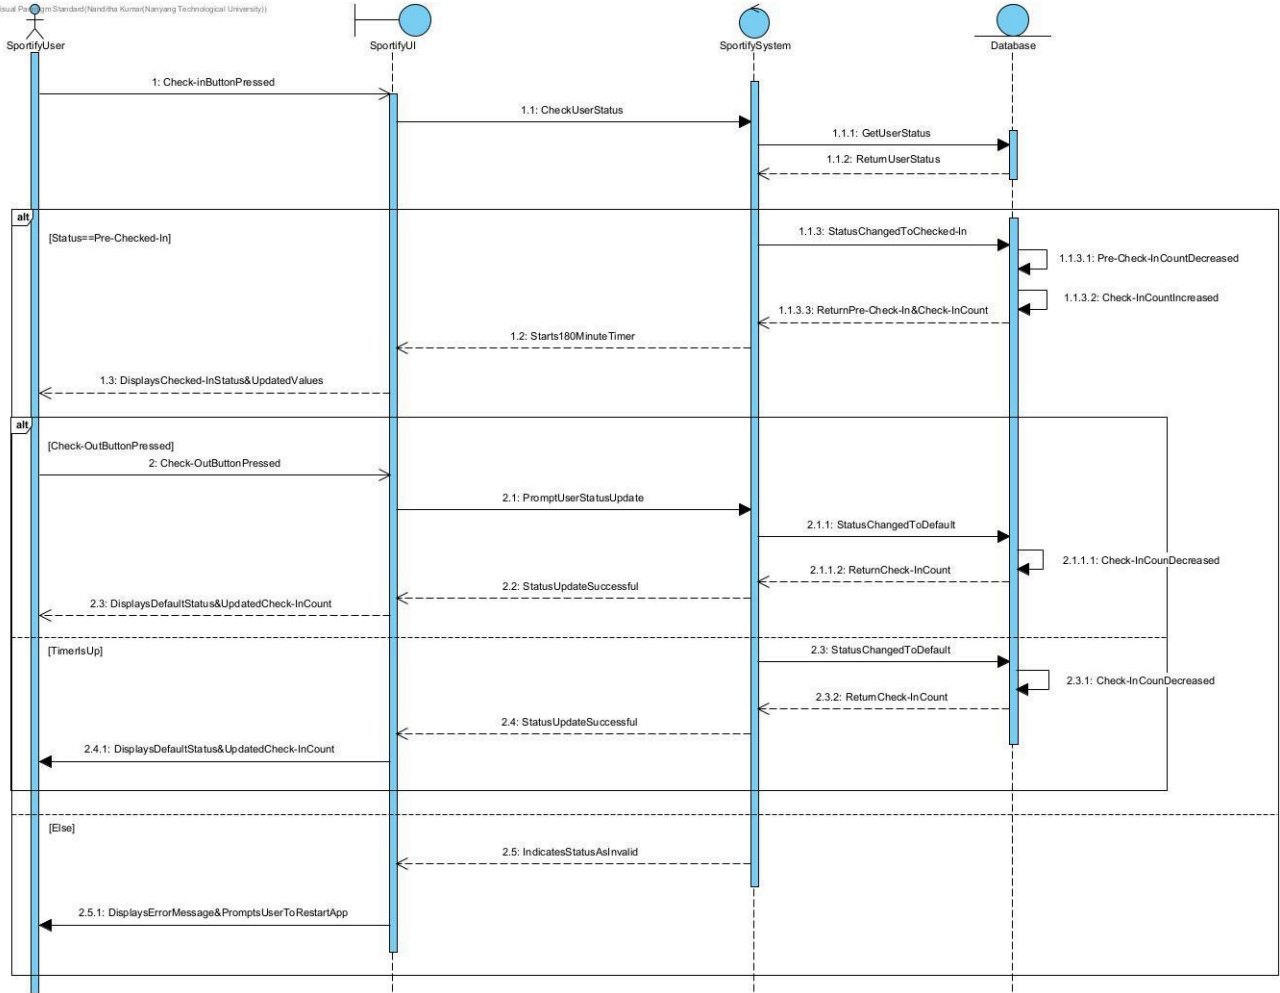 Visual Paradigm Standard(Nanditha Kumar(Nanyang Technological University))
SportifyUser
SportifyUI
SportifySystem
Database
1: Check-inButtonPressed
1.1: CheckUserStatus
1.1.1: GetUserStatus
1.1.2: ReturnUserStatus
alt
[Status==Pre-Checked-In]
1.1.3: StatusChangedToChecked-In
1.1.3.1: Pre-Check-InCountDecreased
1.1.3.2: Check-InCountIncreased
1.1.3.3: ReturnPre-Check-In&Check-InCount
1.2: Starts180MinuteTimer
1.3: DisplaysChecked-InStatus&UpdatedValues
alt
[Check-OutButtonPressed]
2: Check-OutButtonPressed
2.1: PromptUserStatusUpdate
2.1.1: StatusChangedToDefault
2.1.1.1: Check-InCounDecreased
2.1.1.2: ReturnCheck-InCount
2.2: StatusUpdateSuccessful
2.3: DisplaysDefaultStatus&UpdatedCheck-InCount
[TimerIsUp]
2.3: StatusChangedToDefault
2.3.1: Check-InCounDecreased
2.3.2: ReturnCheck-InCount
2.4: StatusUpdateSuccessful
2.4.1: DisplaysDefaultStatus&UpdatedCheck-InCount
[Else]
2.5: IndicatesStatusAsInvalid
2.5.1: DisplaysErrorMessage&PromptsUserToRestartApp